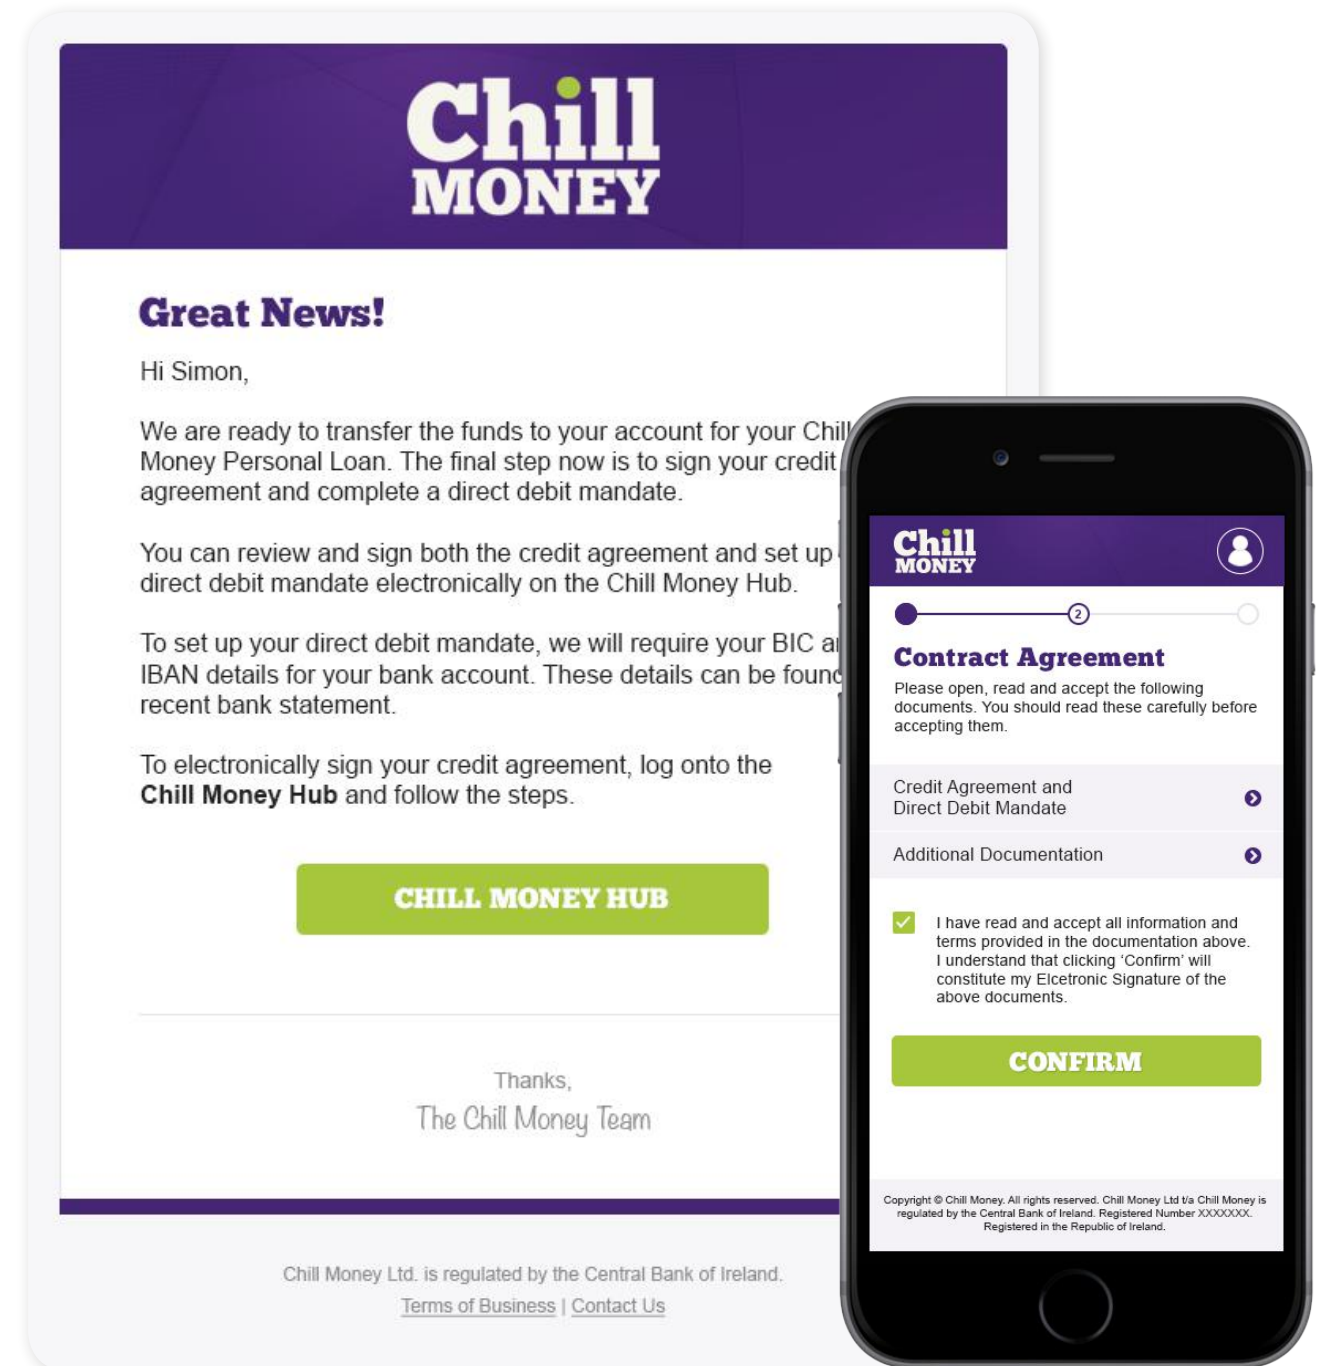 Chill
MONEY
Great News!
Hi Simon,
We are ready to transfer the funds to your account for your Chill
Money Personal Loan. The final step now is to sign your credit
agreement and complete a direct debit mandate.
You can review and sign both the credit agreement and set up
direct debit mandate electronically on the Chill Money Hub.
To set up your direct debit mandate, we will require your BIC
IBAN details for your bank account. These details can be
recent bank statement.
To electronically sign your credit agreement, log onto the
Chill Money Hub and follow the steps.
CHILL MONEY HUB
Thanks,
The Chill Money Team
Chill Money Ltd. is regulated by the Central Bank of Ireland.
Terms of Business | Contact Us
Chill
MONEY
2
Contract Agreement
Please open, read and accept the following
documents. You should read these carefully before
accepting them.
Credit Agreement and
Direct Debit Mandate
Additional Documentation
I have read and accept all information and
terms provided in the documentation above.
I understand that clicking ‘Confirm’ will
constitute my Elcetronic Signature of the
above documents.
CONFIRM
Copyright © Chill Money. All rights reserved. Chill Money Ltd t/a Chill Money is
regulated by the Central Bank of Ireland. Registered Number XXXXXXX.
Registered in the Republic of Ireland.